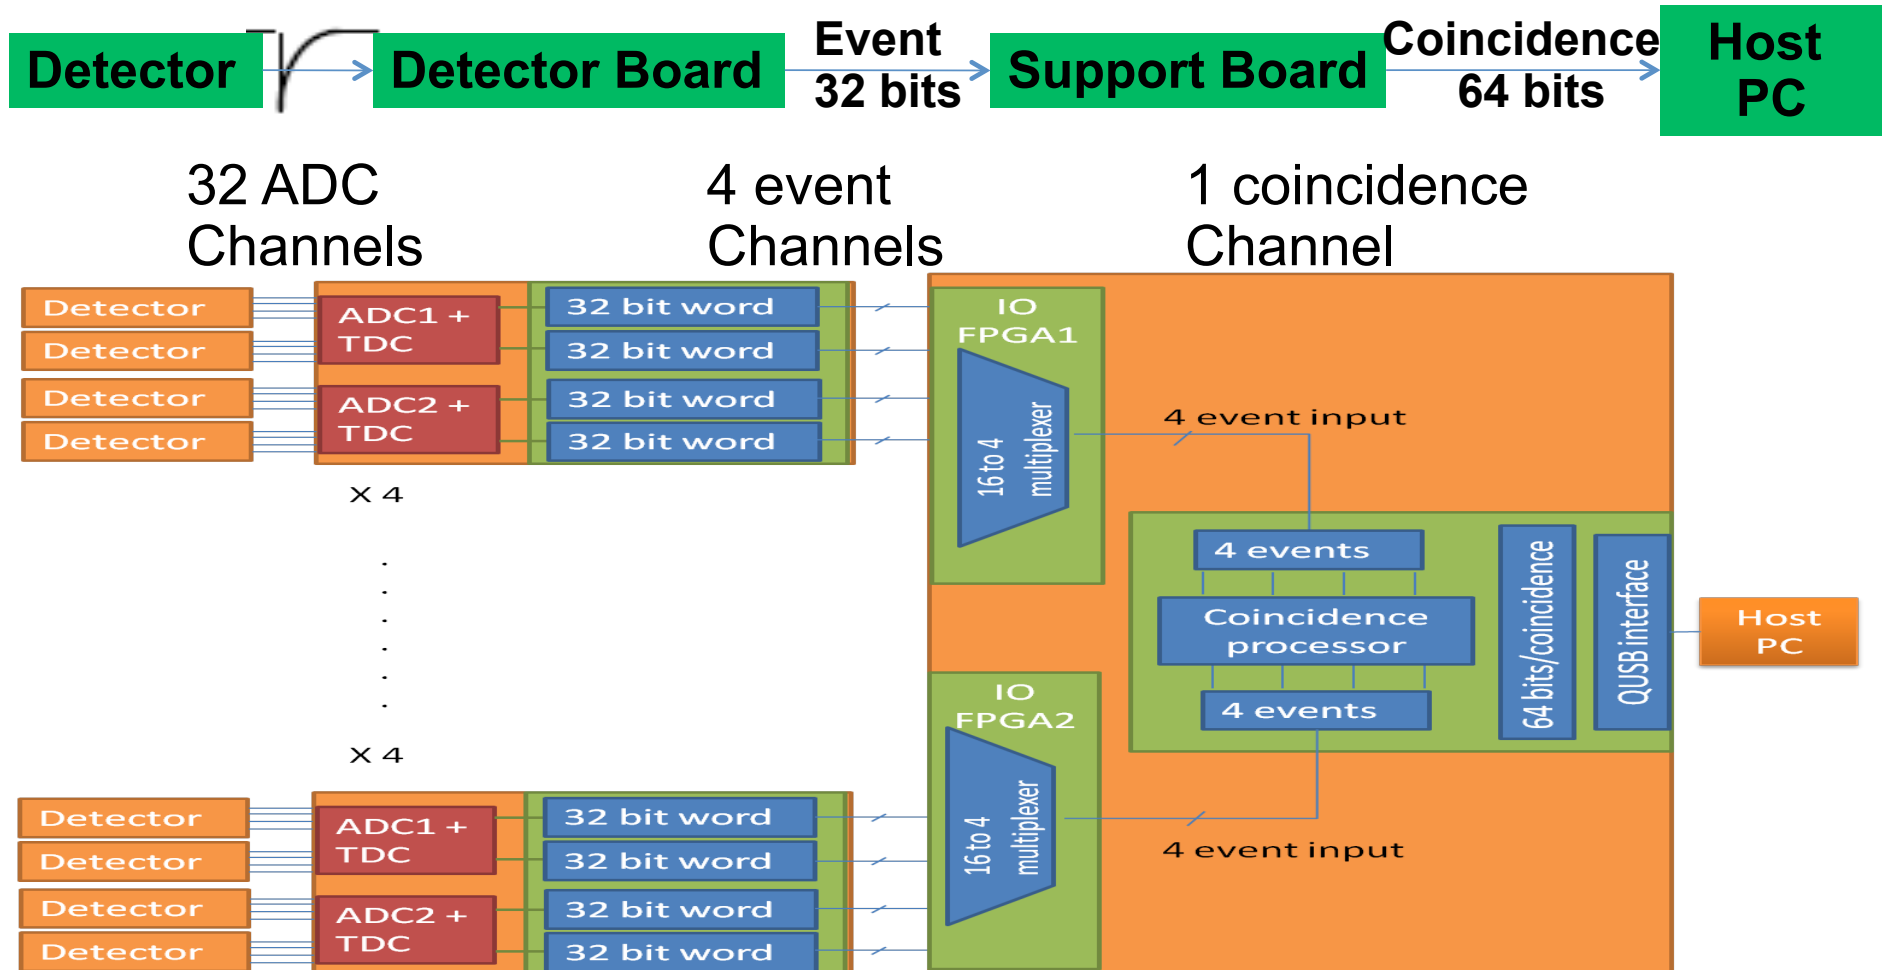 Detector
Detector Board
Event
32 bits
Support Board
Coincidence
64 bits
Host
PC
32 ADC
Channels
4 event
Channels
1 coincidence
Channel
Detector
Detector
Detector
Detector
ADC1 +
TDC
ADC2 +
TDC
32 bit word
32 bit word
32 bit word
32 bit word
X 4
IO
FPGA1
16 to 4
multiplexer
4 event input
4 events
Coincidence
processor
4 events
64 bits/coincidence
QUSB interface
Host
PC
X 4
IO
FPGA2
16 to 4
multiplexer
4 event input
Detector
Detector
Detector
Detector
ADC1 +
TDC
ADC2 +
TDC
32 bit word
32 bit word
32 bit word
32 bit word